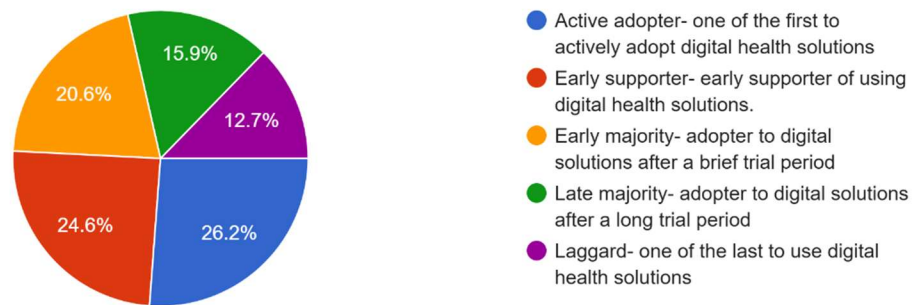 15.9%
20.6%
12.7%
24.6%
26.2%
Active adopter- one of the first to
actively adopt digital health solutions
Early supporter- early supporter of using
digital health solutions.
Early majority- adopter to digital
solutions after a brief trial period
Late majority- adopter to digital solutions
after a long trial period
Laggard- one of the last to use digital
health solutions